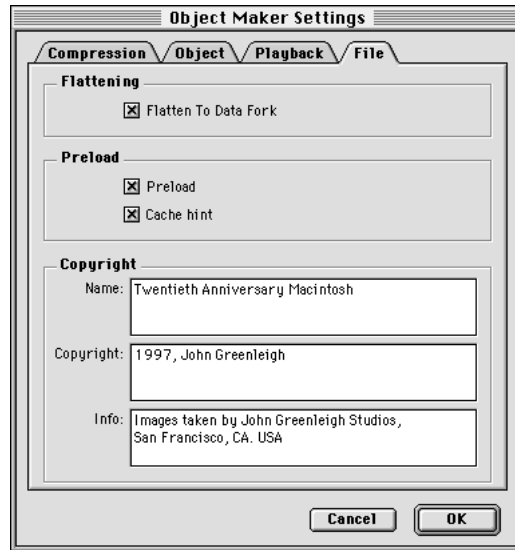 Object Maker Settings
Compression Object Playback File
Flattening
Flatten To Data Fork
Preload
Preload
Cache hint
Copyright
Name: Twentieth Anniversary Macintosh
Copyright: 1997, John Greenleigh
Info: Images taken by John Greenleigh Studios,
San Francisco, CA. USA
Cancel OK